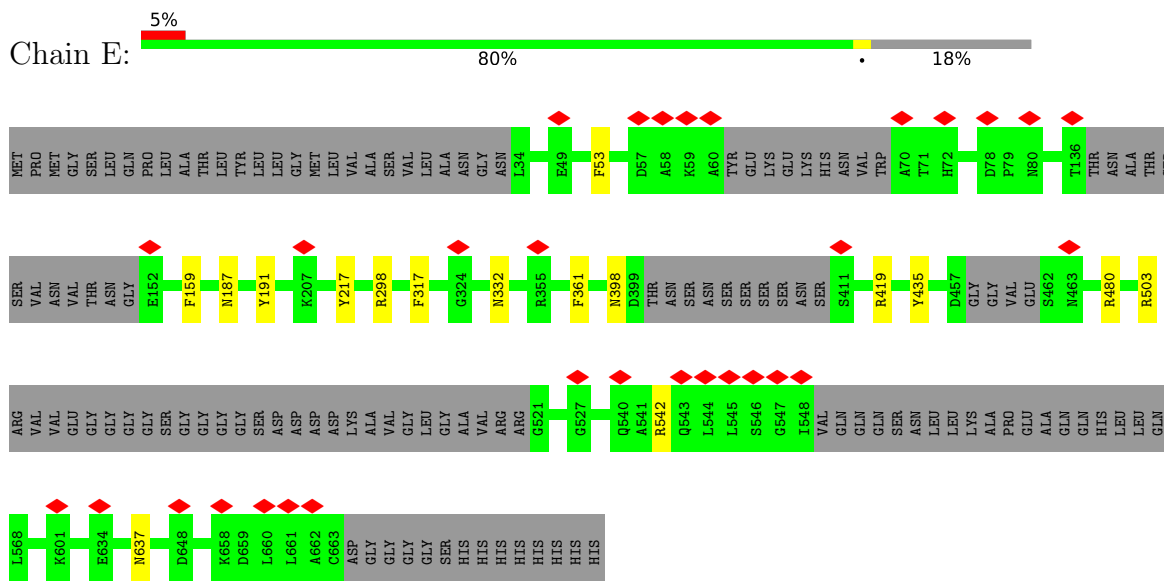 5%
Chain E:
80% • 18%
MET PRO MET GLY SER LEU GLN PRO LEU ALA THR LEU TYR LEU LEU GLY MET LEU VAL ALA SER VAL LEU ALA ASN GLY ASN L34 E49 F53 D57 A58 K59 A60 TYR GLU LYS GLU LYS HIS ASN VAL TRP A70 T71 H72 D78 P79 N80 T136 THR ASN ALA THR
SER VAL ASN VAL THR ASN GLY E152 F159 N187 Y191 K207 Y217 R298 F317 G324 N332 R355 F361 N398 D399 THR ASN SER ASN SER SER SER SER ASN SER S411 R419 Y435 D457 GLY GLY VAL GLU S462 N463 R480 R503
ARG VAL VAL GLU GLY GLY GLY GLY SER GLY GLY GLY GLY SER ASP ASP ASP ASP LYS ALA VAL GLY LEU GLY ALA VAL ARG ARG G521 G527 Q540 A541 R542 Q543 L544 L545 S546 G547 I548 VAL GLN GLN GLN SER ASN LEU LEU LYS ALA PRO GLU ALA GLN GLN HIS LEU LEU GLN
L568 K601 E634 N637 D648 K658 D659 L660 L661 A662 C663 ASP GLY GLY GLY GLY SER HIS HIS HIS HIS HIS HIS HIS HIS